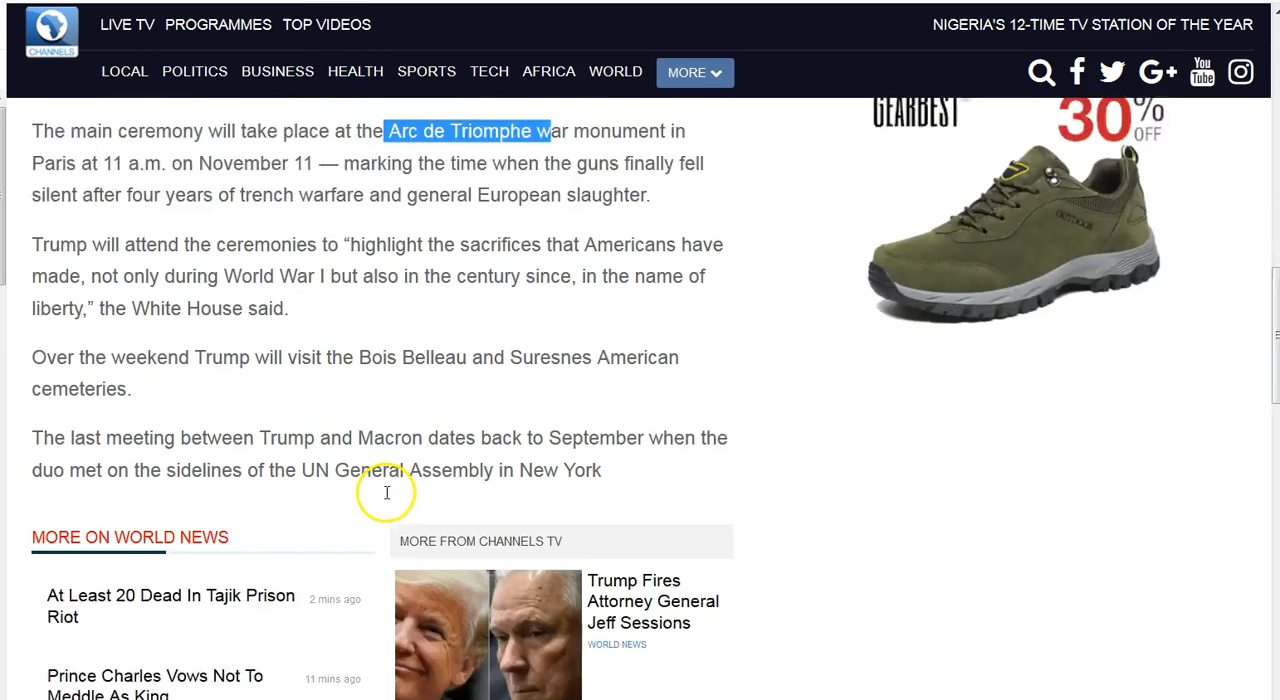 LIVE TV PROGRAMMES TOP VIDEOS
NIGERIA'S 12-TIME TV STATION OF THE YEAR
CHANNELS
LOCAL POLITICS BUSINESS HEALTH SPORTS TECH AFRICA WORLD MORE
G+ You Tube
The main ceremony will take place at the Arc de Triomphe war monument in
Paris at 11 a.m. on November 11 — marking the time when the guns finally fell
silent after four years of trench warfare and general European slaughter.
Trump will attend the ceremonies to “highlight the sacrifices that Americans have
made, not only during World War I but also in the century since, in the name of
liberty,” the White House said.
Over the weekend Trump will visit the Bois Belleau and Suresnes American
cemeteries.
The last meeting between Trump and Macron dates back to September when the
duo met on the sidelines of the UN General Assembly in New York
GEARBEST
30% OFF
OUTDOOR
MORE ON WORLD NEWS
At Least 20 Dead In Tajik Prison
Riot
2 mins ago
Prince Charles Vows Not To
Meddle As King
11 mins ago
MORE FROM CHANNELS TV
Trump Fires
Attorney General
Jeff Sessions
WORLD NEWS